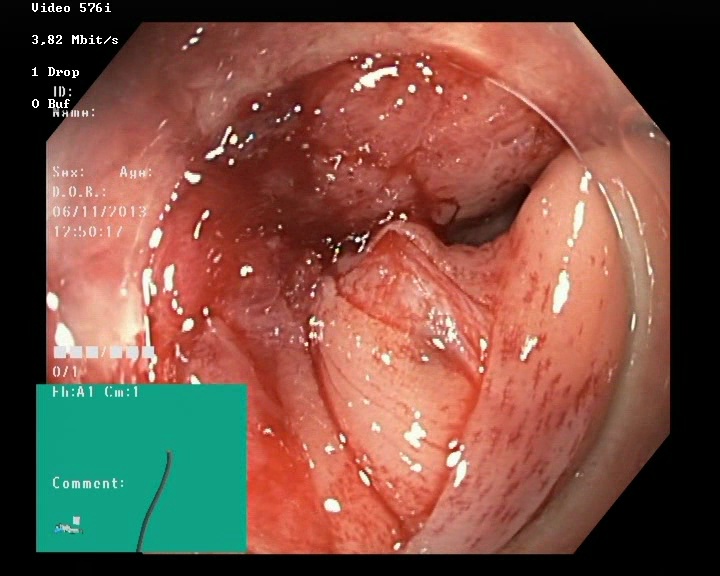 Video 576i
3,82 Mbit/s
1 Drop
ID:
0 Buf
Name:
Sex: Age:
D.O.B.:
06/11/2013
12:50:17
/
0/1
Eh:A1 Cm:1
Comment: